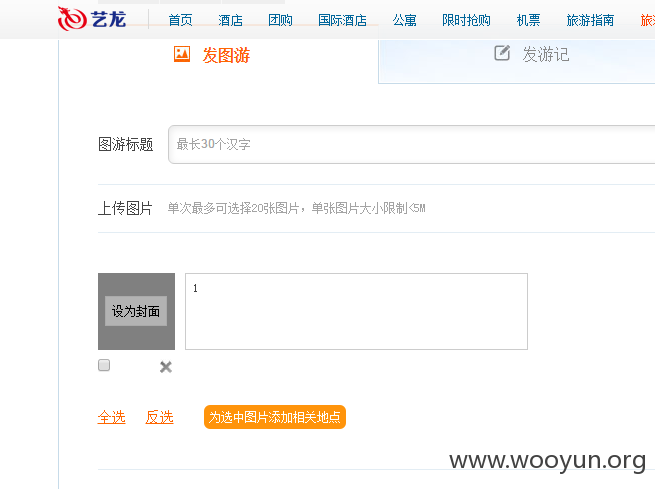 艺龙 首页 酒店 团购 国际酒店 公寓 限时抢购 机票 旅游指南
发图游 发游记
图游标题 最长30个汉字
上传图片 单次最多可选择20张图片，单张图片大小限制<5M
设为封面 1
全选 反选 为选中图片添加相关地点
www.wooyun.org